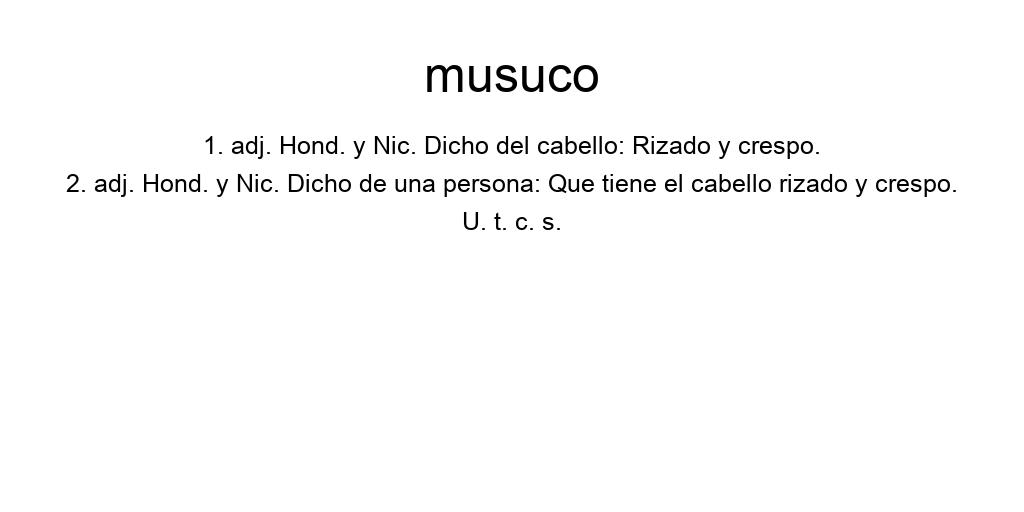 musuco
1. adj. Hond. y Nic. Dicho del cabello: Rizado y crespo.
2. adj. Hond. y Nic. Dicho de una persona: Que tiene el cabello rizado y crespo.
U. t. c. s.